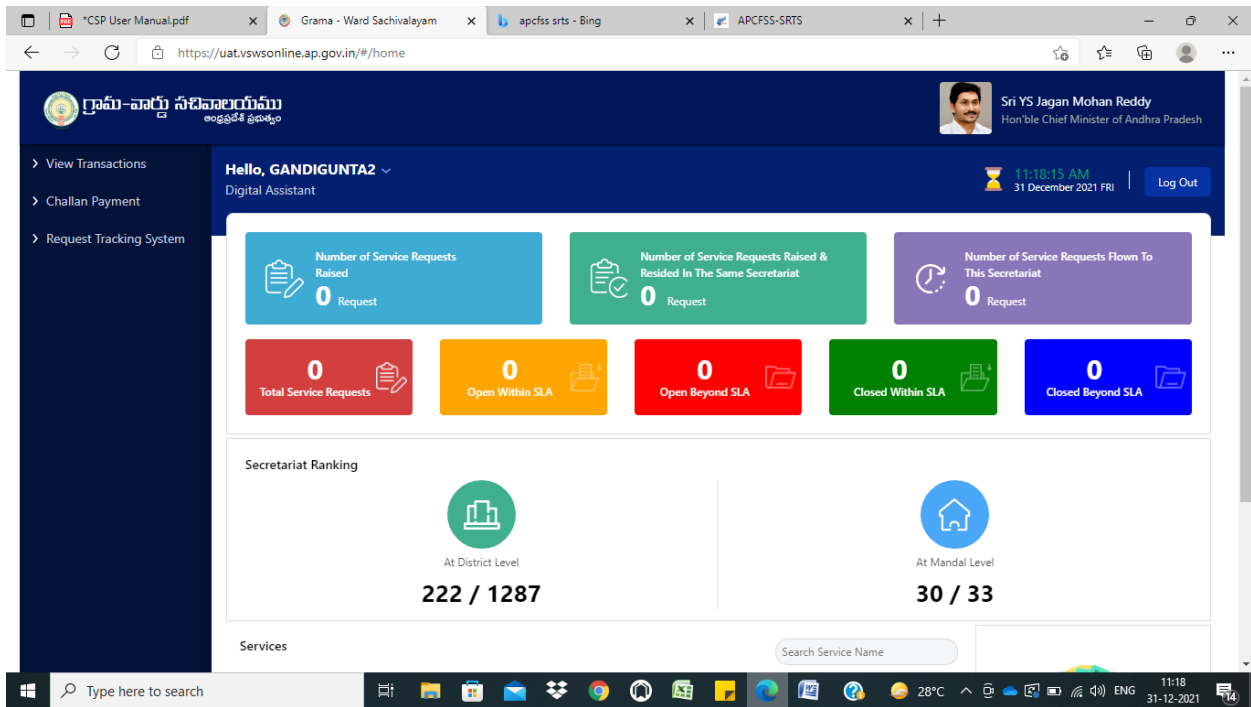 *CSP User Manual.pdf
Grama - Ward Sachivalayam
apcfss srts - Bing
APCFSS-SRTS
https://uat.vswsonline.ap.gov.in/#/home
గ్రామ-వార్డు సచివాలయము
ఆంధ్రప్రదేశ్ ప్రభుత్వం
Sri YS Jagan Mohan Reddy
Hon'ble Chief Minister of Andhra Pradesh
View Transactions
Challan Payment
Request Tracking System
Hello, GANDIGUNTA2
Digital Assistant
11:18:15 AM
31 December 2021 FRI
Log Out
Number of Service Requests
Raised
0 Request
Number of Service Requests Raised &
Resided In The Same Secretariat
0 Request
Number of Service Requests Flown To
This Secretariat
0 Request
0
Total Service Requests
0
Open Within SLA
0
Open Beyond SLA
0
Closed Within SLA
0
Closed Beyond SLA
Secretariat Ranking
At District Level
222 / 1287
At Mandal Level
30 / 33
Services
Search Service Name
Type here to search
28°C
ENG
11:18
31-12-2021
14